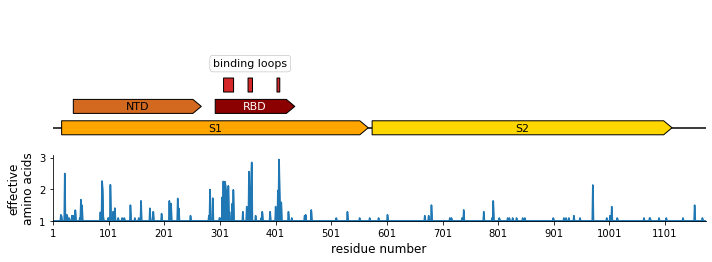 binding loops
NTD
RBD
S1
S2
3
2
1
effective
amino acids
1 101 201 301 401 501 601 701 801 901 1001 1101
residue number